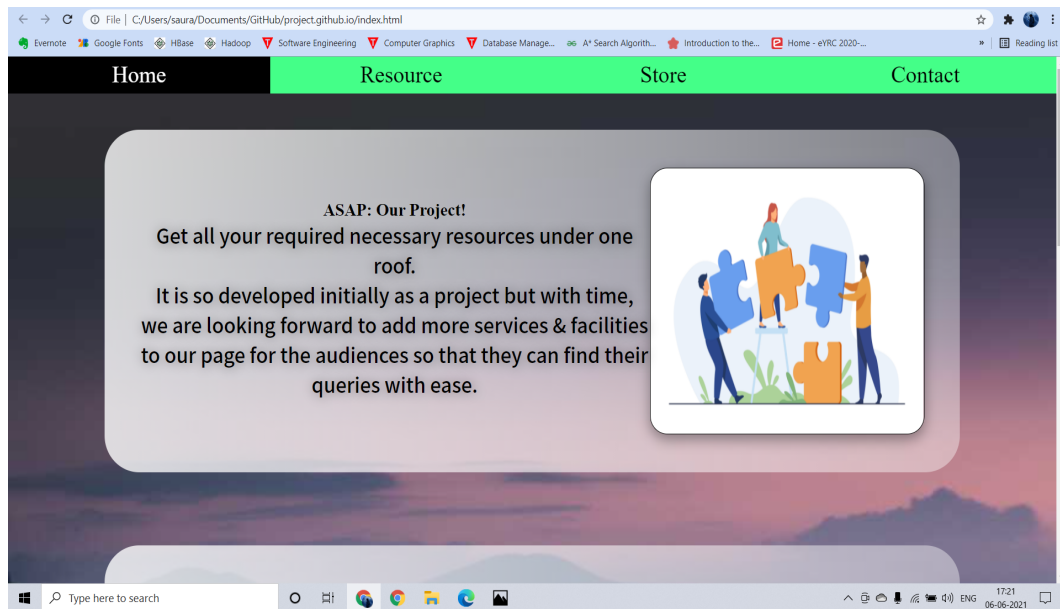 File | C:/Users/saura/Documents/GitHub/project.github.io/index.html
Evernote Google Fonts HBase Hadoop Software Engineering Computer Graphics Database Manage... A* Search Algorith... Introduction to the... Home - eYRC 2020-... » Reading list
Home Resource Store Contact
ASAP: Our Project!
Get all your required necessary resources under one
roof.
It is so developed initially as a project but with time,
we are looking forward to add more services & facilities
to our page for the audiences so that they can find their
queries with ease.
Type here to search
ENG
17:21
06-06-2021